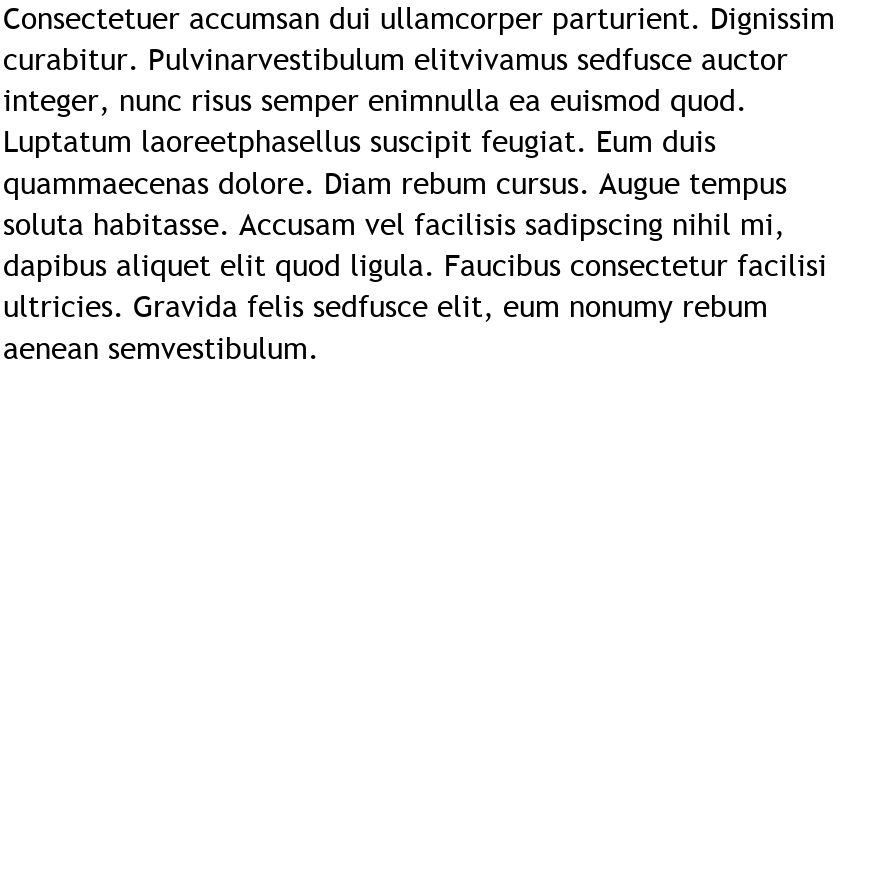 Consectetuer accumsan dui ullamcorper parturient. Dignissim
curabitur. Pulvinarvestibulum elitvivamus sedfusce auctor
integer, nunc risus semper enimnulla ea euismod quod.
Luptatum laoreetphasellus suscipit feugiat. Eum duis
quammaecenas dolore. Diam rebum cursus. Augue tempus
soluta habitasse. Accusam vel facilisis sadipscing nihil mi,
dapibus aliquet elit quod ligula. Faucibus consectetur facilisi
ultricies. Gravida felis sedfusce elit, eum nonumy rebum
aenean semvestibulum.